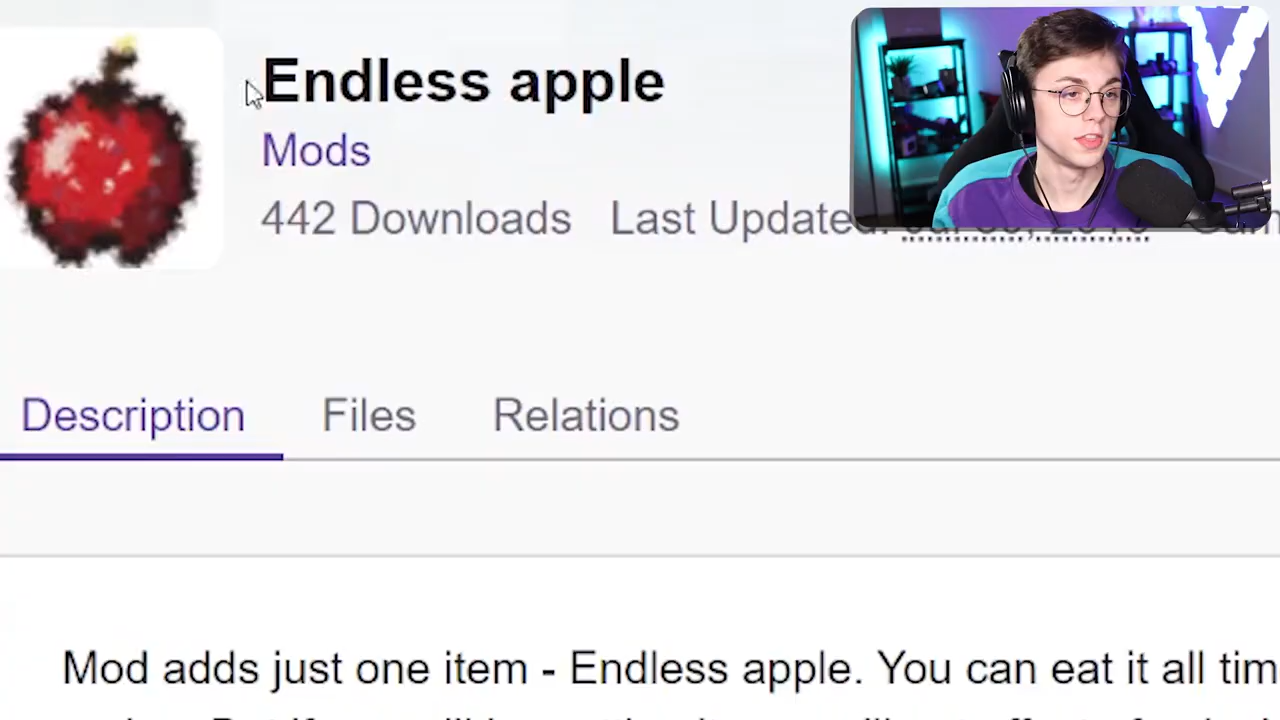 Endless apple
Mods
442 Downloads Last Updated:
Description Files Relations
Mod adds just one item - Endless apple. You can eat it all tim